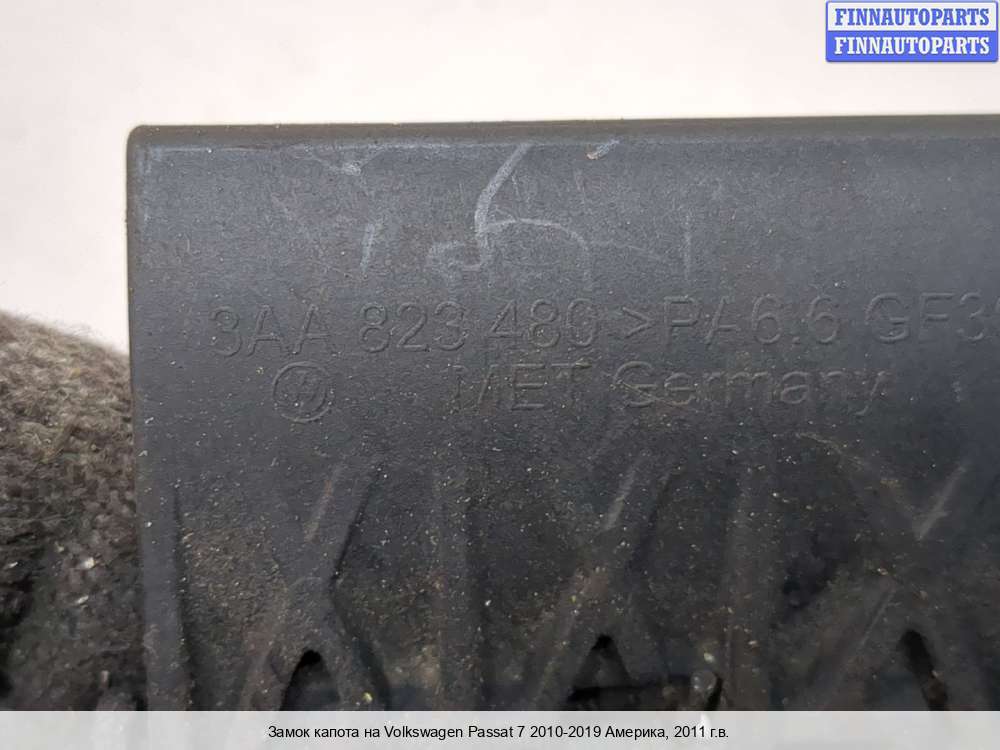 FINNAUTOPARTS
FINNAUTOPARTS
3AA 823 480 >PA6.6 GF3
MET Germany
Замок капота на Volkswagen Passat 7 2010-2019 Америка, 2011 г.в.